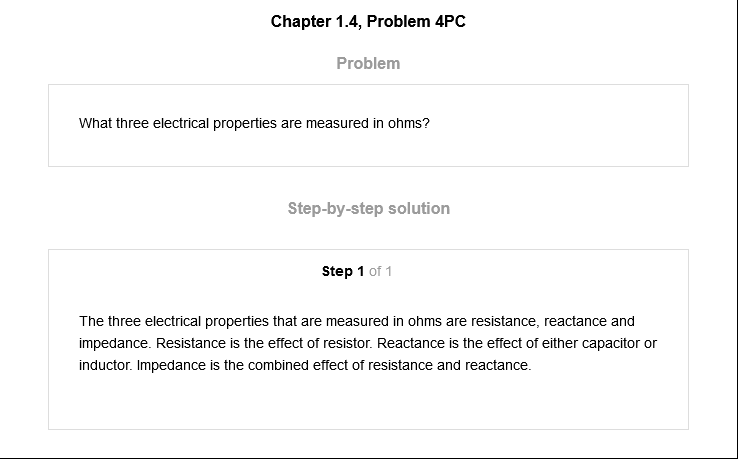 Chapter 1.4, Problem 4PC
Problem
What three electrical properties are measured in ohms?
Step-by-step solution
Step 1 of 1
The three electrical properties that are measured in ohms are resistance, reactance and
impedance. Resistance is the effect of resistor. Reactance is the effect of either capacitor or
inductor. Impedance is the combined effect of resistance and reactance.